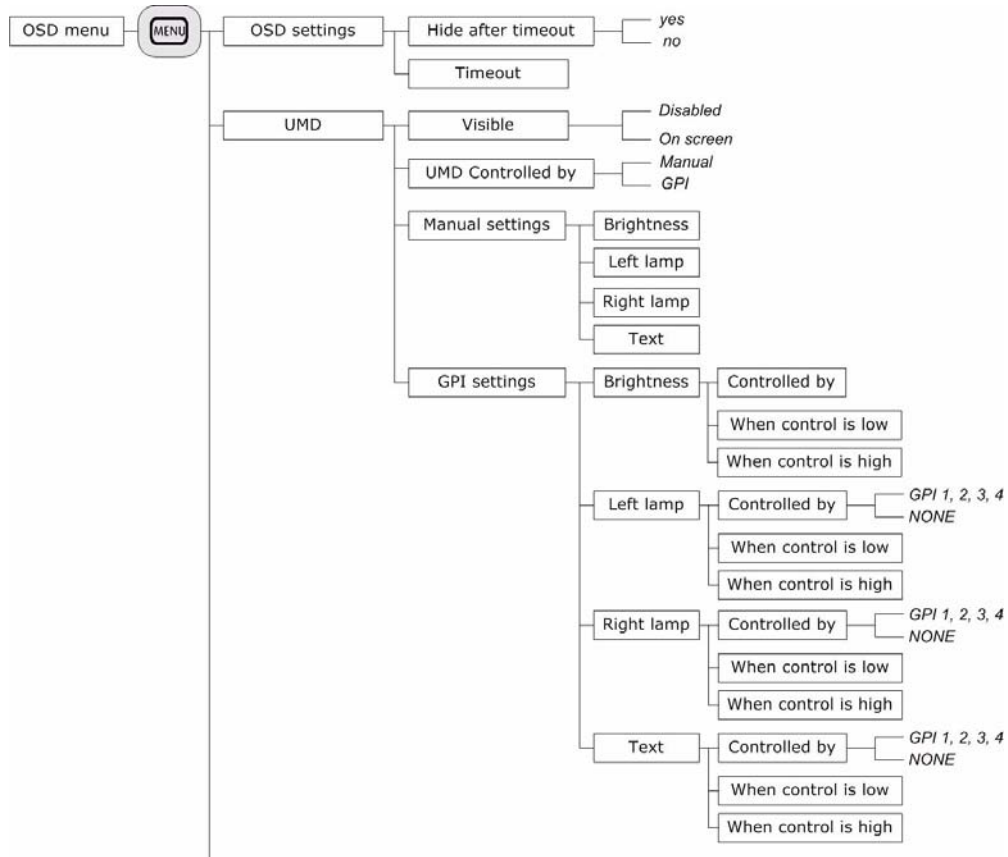 OSD menu MENU OSD settings Hide after timeout yes
no
Timeout
UMD Visible Disabled
On screen
UMD Controlled by Manual
GPI
Manual settings Brightness
Left lamp
Right lamp
Text
GPI settings Brightness Controlled by
When control is low
When control is high
Left lamp Controlled by GPI 1, 2, 3, 4
NONE
When control is low
When control is high
Right lamp Controlled by GPI 1, 2, 3, 4
NONE
When control is low
When control is high
Text Controlled by GPI 1, 2, 3, 4
NONE
When control is low
When control is high